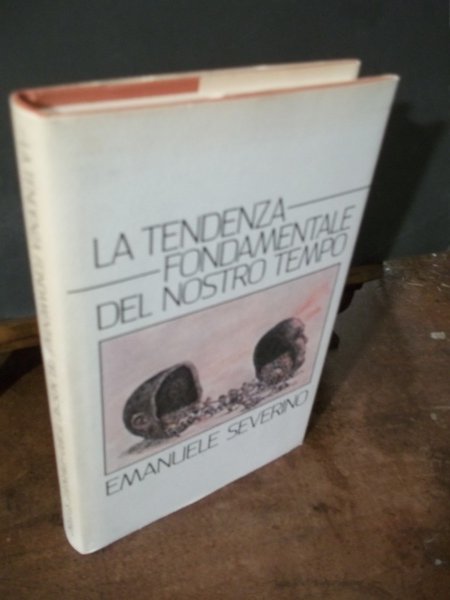 LA TENDENZA
FONDAMENTALE
DEL NOSTRO TEMPO
EMANUELE SEVERINO